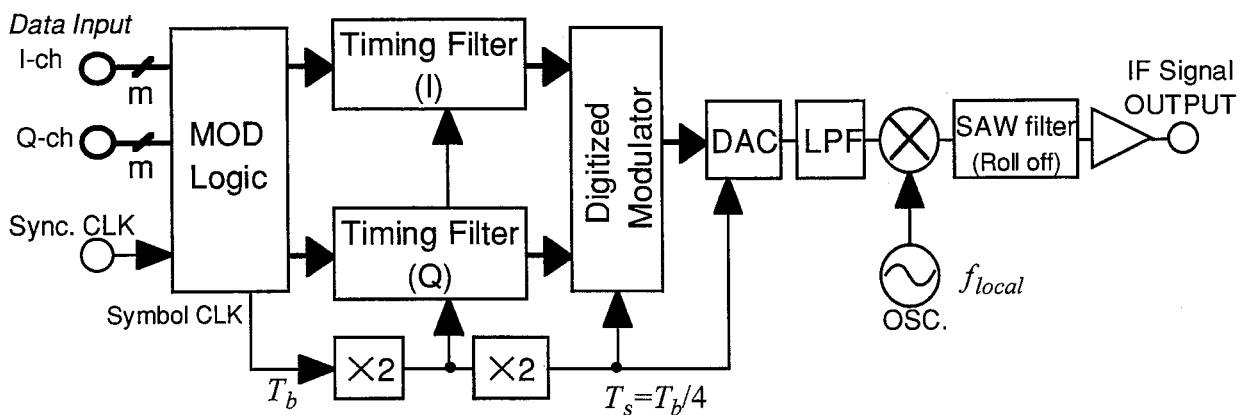 Data Input
I-ch
m
Q-ch
m
Sync. CLK
MOD
Logic
Symbol CLK
Timing Filter
(I)
Timing Filter
(Q)
T_b
×2
×2
T_s=T_b/4
Digitized
Modulator
DAC
LPF
f_local
OSC.
SAW filter
(Roll off)
IF Signal
OUTPUT